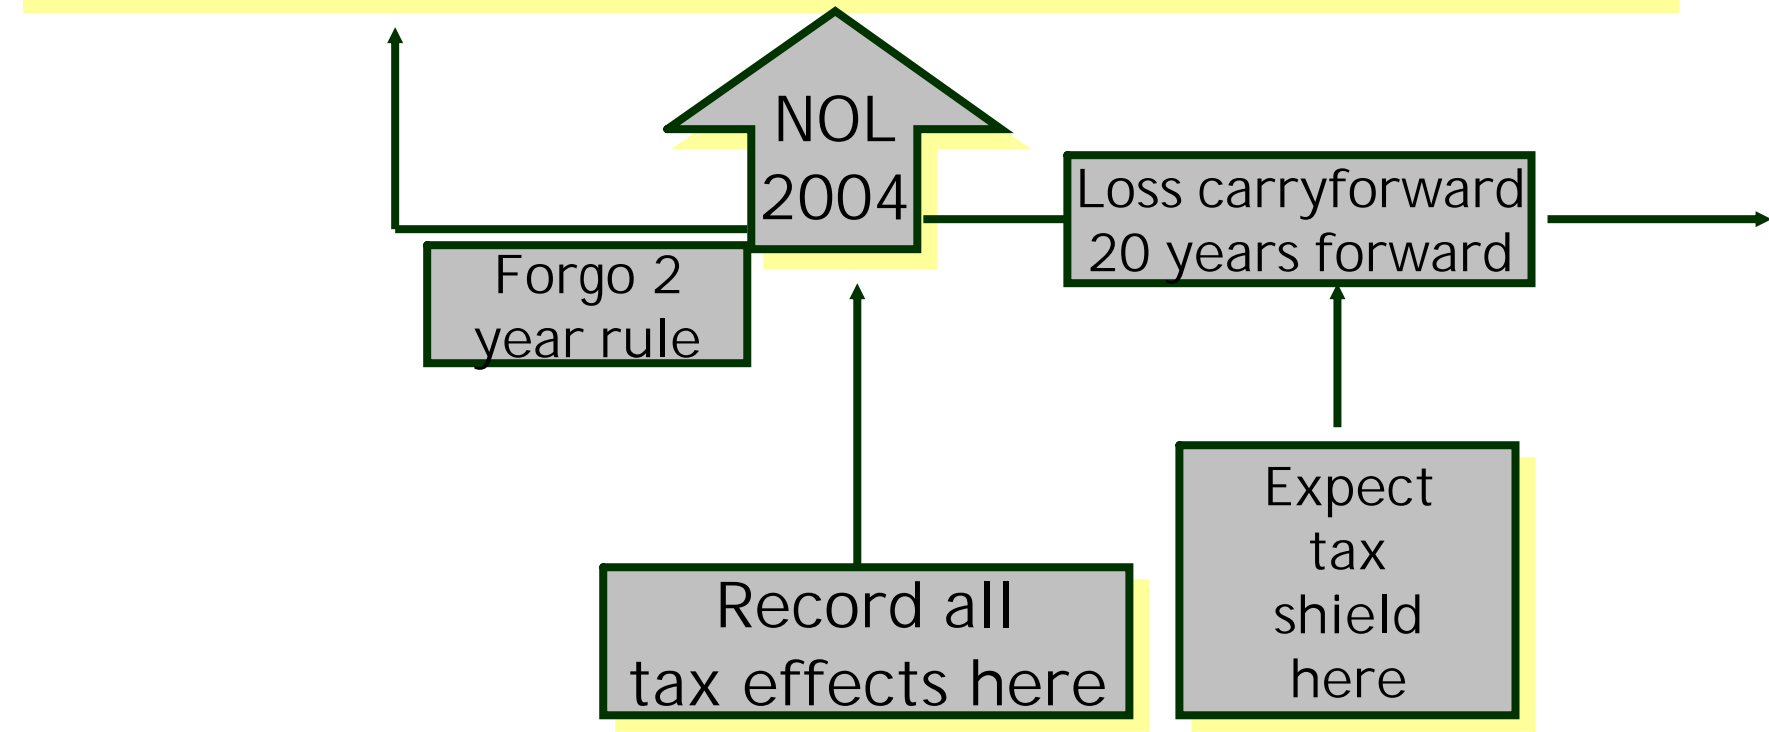 NOL
2004
Loss carryforward
20 years forward
Forgo 2
year rule
Expect
tax
shield
here
Record all
tax effects here